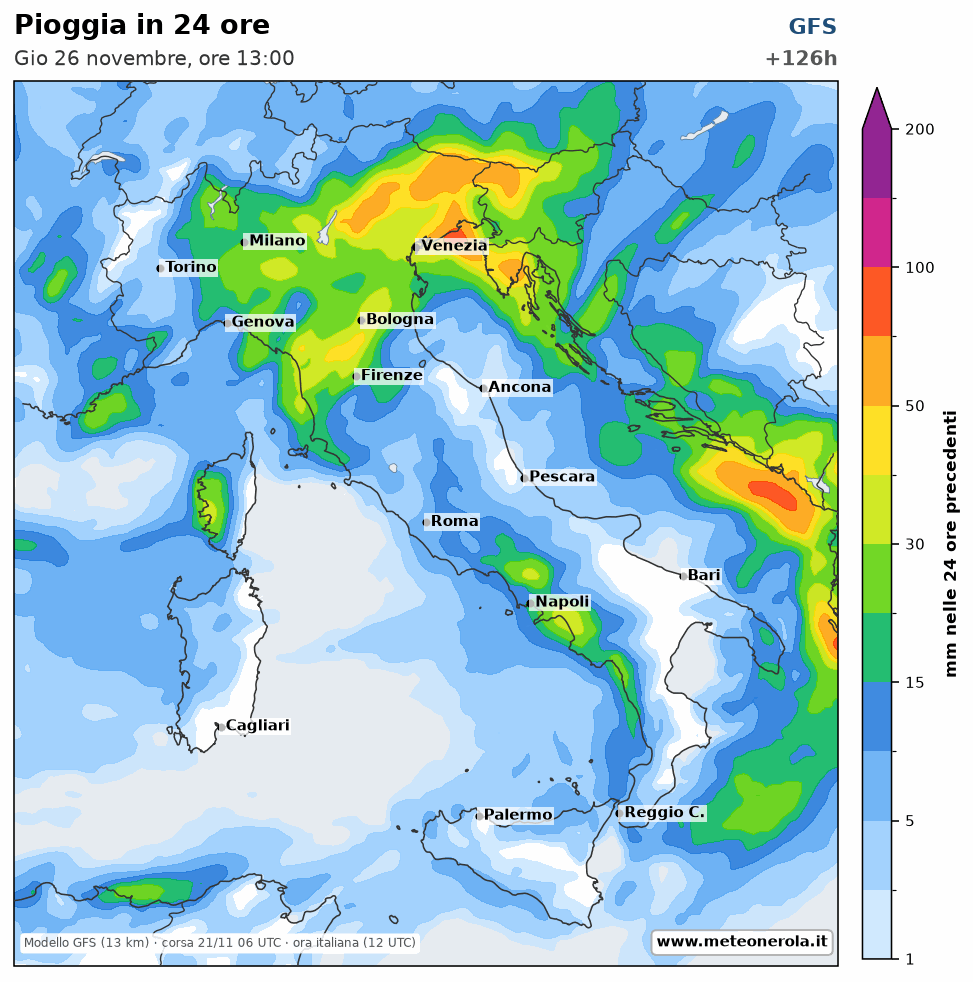 Pioggia in 24 ore
GFS
Gio 26 novembre, ore 13:00
+126h
200
100
50
30
15
5
1
mm nelle 24 ore precedenti
Milano
Venezia
Torino
Genova
Bologna
Firenze
Ancona
Pescara
Roma
Bari
Napoli
Cagliari
Palermo
Reggio C.
Modello GFS (13 km) · corsa 21/11 06 UTC · ora italiana (12 UTC)
www.meteonerola.it